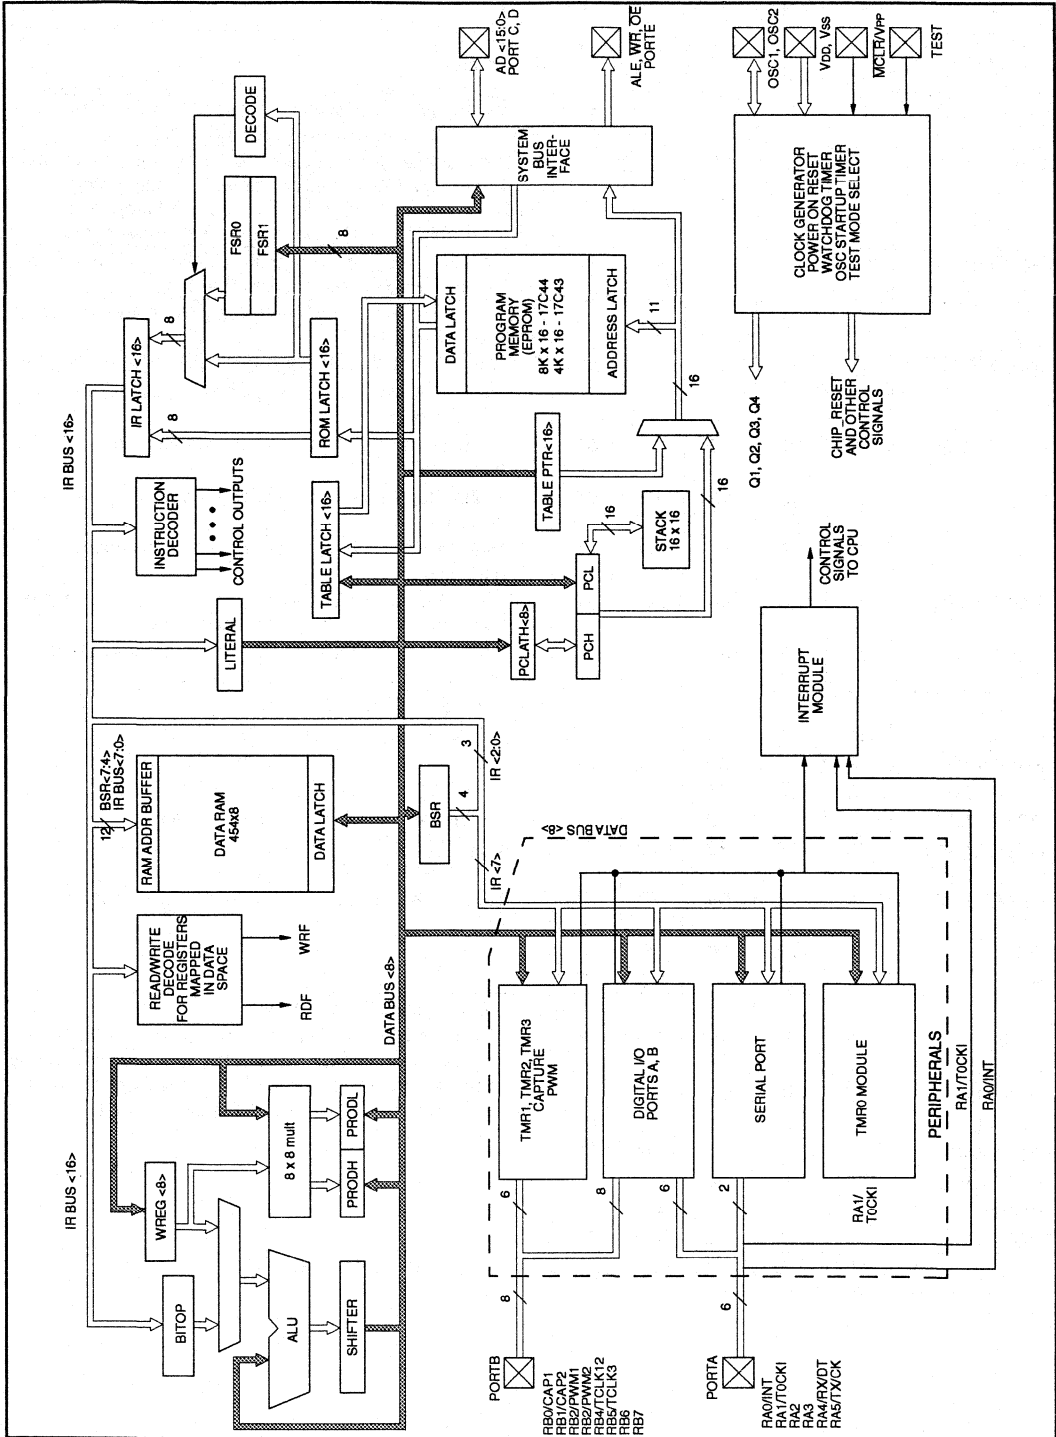 IR BUS <16>
BITOP
WREG <8>
ALU
SHIFTER
8 x 8 mult
PRODH
PRODL
READ/WRITE
DECODE
FOR REGISTERS
MAPPED
IN DATA
SPACE
RDF
WRF
DATA BUS <8>
12
BSR<7:4>
IR BUS<7:0>
RAM ADDR BUFFER
DATA RAM
454x8
DATA LATCH
BSR
4
3
IR <2:0>
IR <7>
LITERAL
INSTRUCTION
DECODER
CONTROL OUTPUTS
IR BUS <16>
IR LATCH <16>
8
8
FSR0
FSR1
8
DECODE
ROM LATCH <16>
TABLE LATCH <16>
PCLATH<8>
PCH
PCL
16
STACK
16 x 16
TABLE PTR<16>
16
16
11
DATA LATCH
PROGRAM
MEMORY
(EPROM)
8K x 16 - 17C44
4K x 16 - 17C43
ADDRESS LATCH
SYSTEM
BUS
INTER-
FACE
AD <15:0>
PORT C, D
ALE, WR, OE
PORTE
PORTB
RB0/CAP1
RB1/CAP2
RB2/PWM1
RB2/PWM2
RB4/TCLK12
RB5/TCLK3
RB6
RB7
8
6
8
TMR1, TMR2, TMR3
CAPTURE
PWM
DIGITAL I/O
PORTS A, B
SERIAL PORT
TMR0 MODULE
DATA BUS <8>
PORTA
RA0/INT
RA1/T0CKI
RA2
RA3
RA4/RX/DT
RA5/TX/CK
6
6
2
RA1/
T0CKI
PERIPHERALS
RA1/T0CKI
RA0/INT
INTERRUPT
MODULE
CONTROL
SIGNALS
TO CPU
Q1, Q2, Q3, Q4
CHIP_RESET
AND OTHER
CONTROL
SIGNALS
CLOCK GENERATOR
POWER ON RESET
WATCHDOG TIMER
OSC STARTUP TIMER
TEST MODE SELECT
OSC1, OSC2
VDD, VSS
MCLR/VPP
TEST